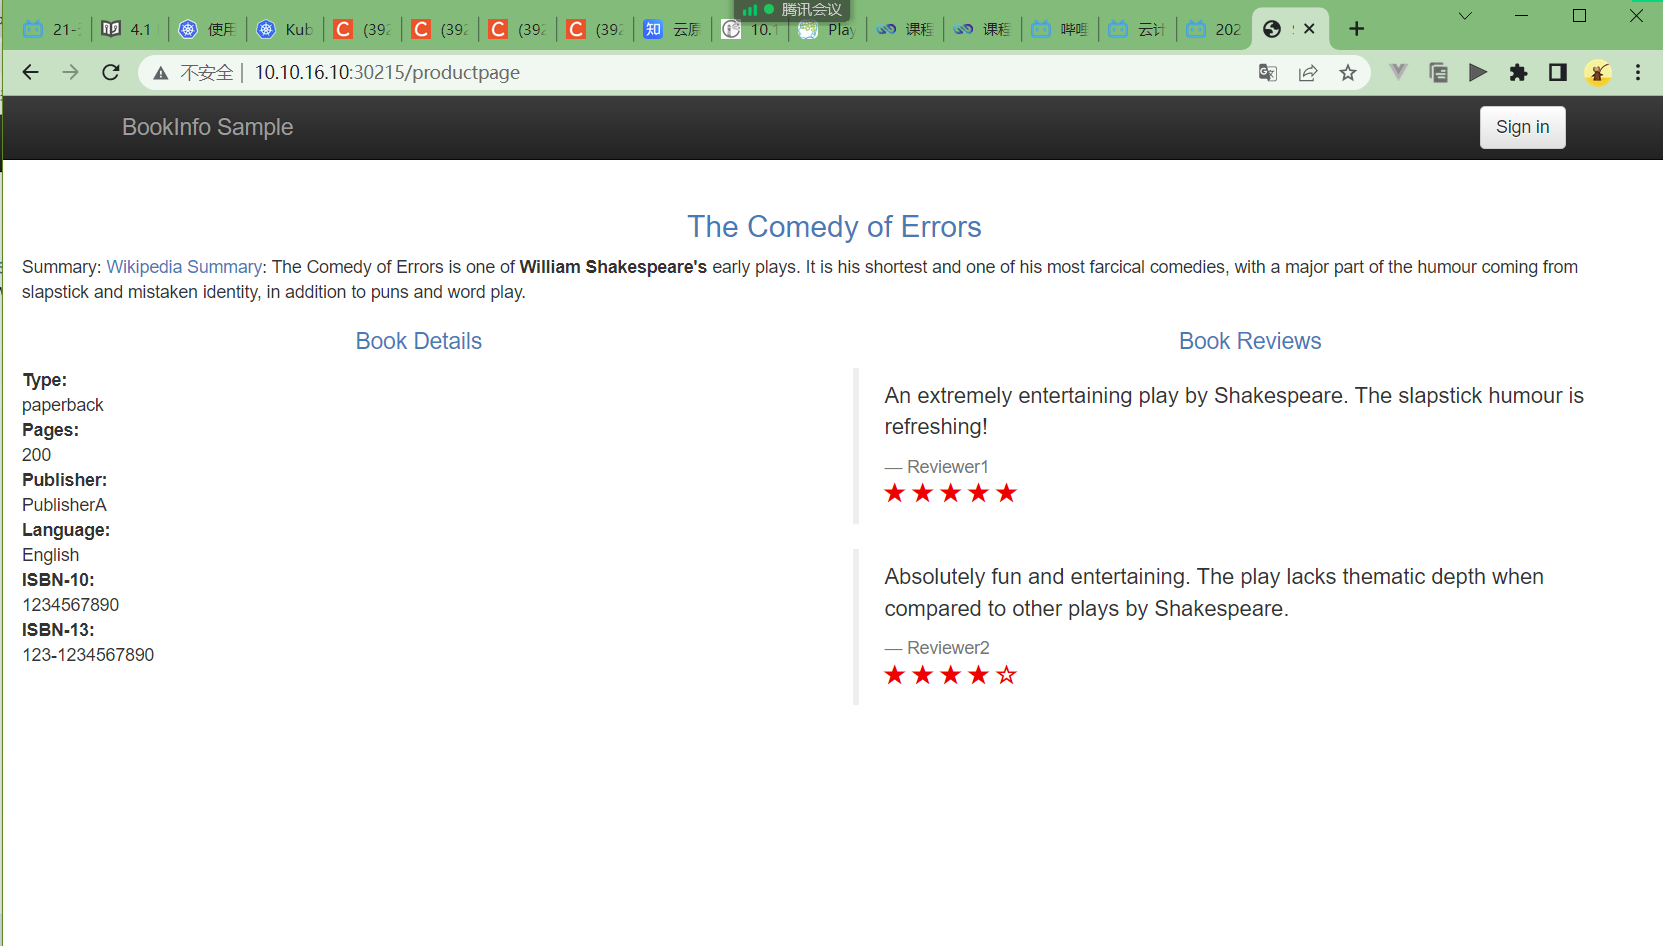 腾讯会议
21-
4.1
使用
Kub
(392
(392
(392
(392
云原
10.1
Play
课程
课程
哔哩
云计
202
不安全 | 10.10.16.10:30215/productpage
BookInfo Sample
Sign in
The Comedy of Errors
Summary: Wikipedia Summary: The Comedy of Errors is one of William Shakespeare's early plays. It is his shortest and one of his most farcical comedies, with a major part of the humour coming from
slapstick and mistaken identity, in addition to puns and word play.
Book Details
Type:
paperback
Pages:
200
Publisher:
PublisherA
Language:
English
ISBN-10:
1234567890
ISBN-13:
123-1234567890
Book Reviews
An extremely entertaining play by Shakespeare. The slapstick humour is
refreshing!
— Reviewer1
Absolutely fun and entertaining. The play lacks thematic depth when
compared to other plays by Shakespeare.
— Reviewer2